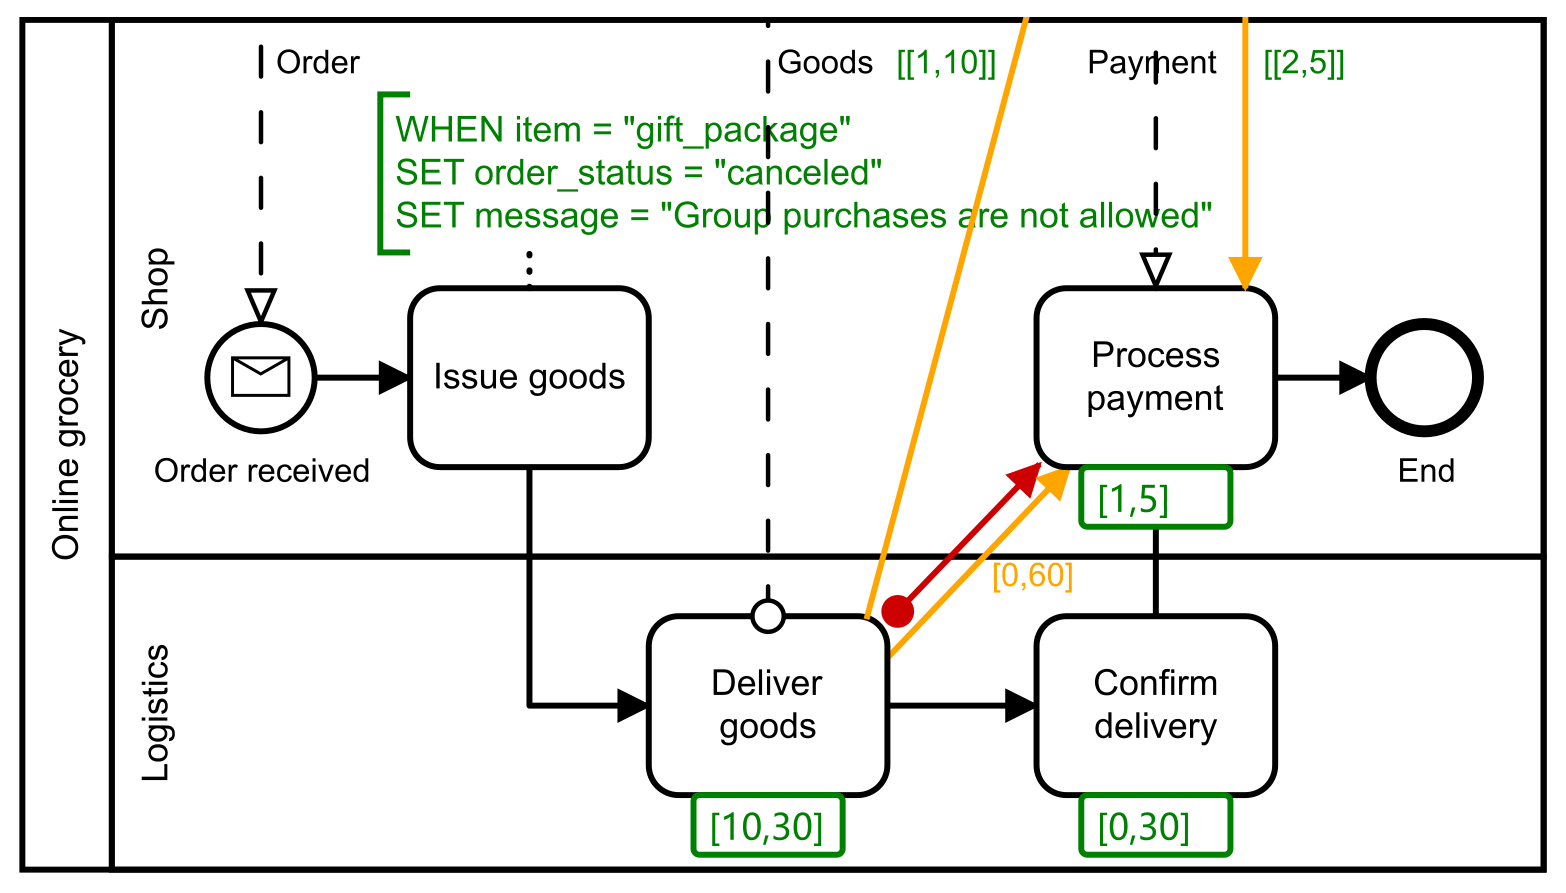 Order
Goods [[1,10]]
Payment [[2,5]]
WHEN item = "gift_package"
SET order_status = "canceled"
SET message = "Group purchases are not allowed"
Online grocery
Shop
Issue goods
Process
payment
Order received
End
[1,5]
[0,60]
Logistics
Deliver
goods
Confirm
delivery
[10,30]
[0,30]